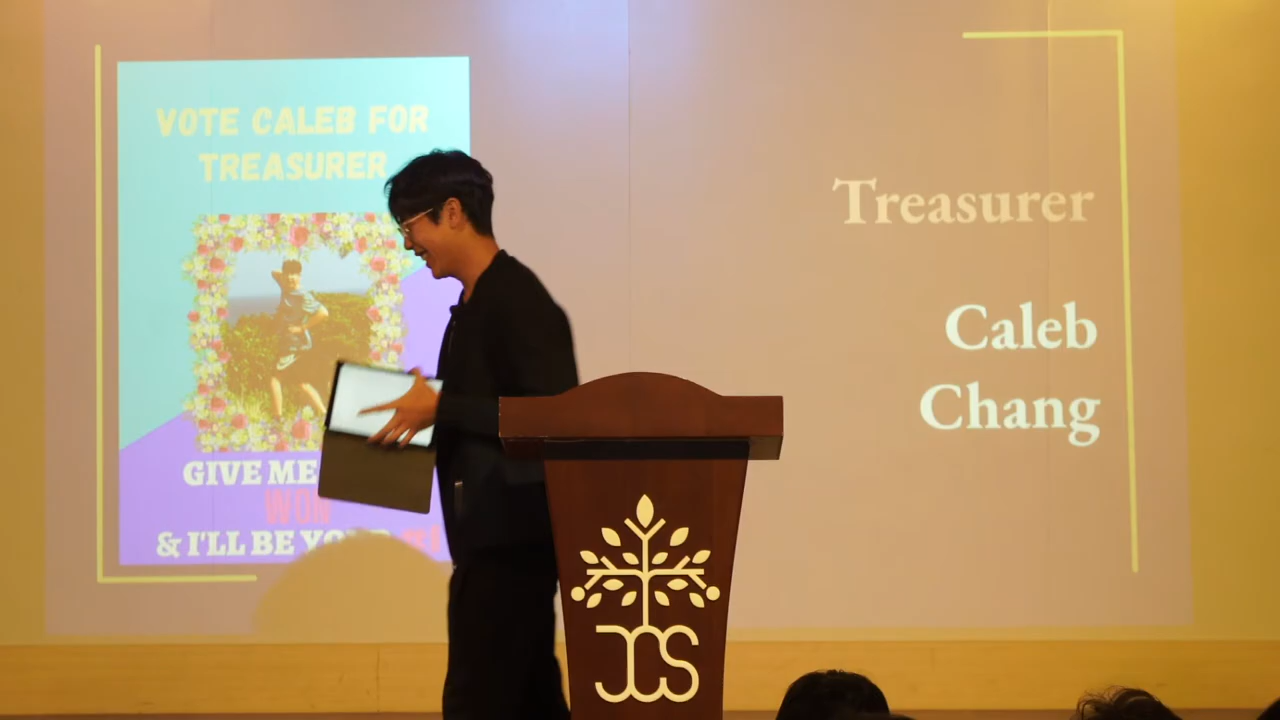 VOTE CALEB FOR
TREASURER
GIVE ME
WON
& I'LL BE
Treasurer
Caleb
Chang
JCS